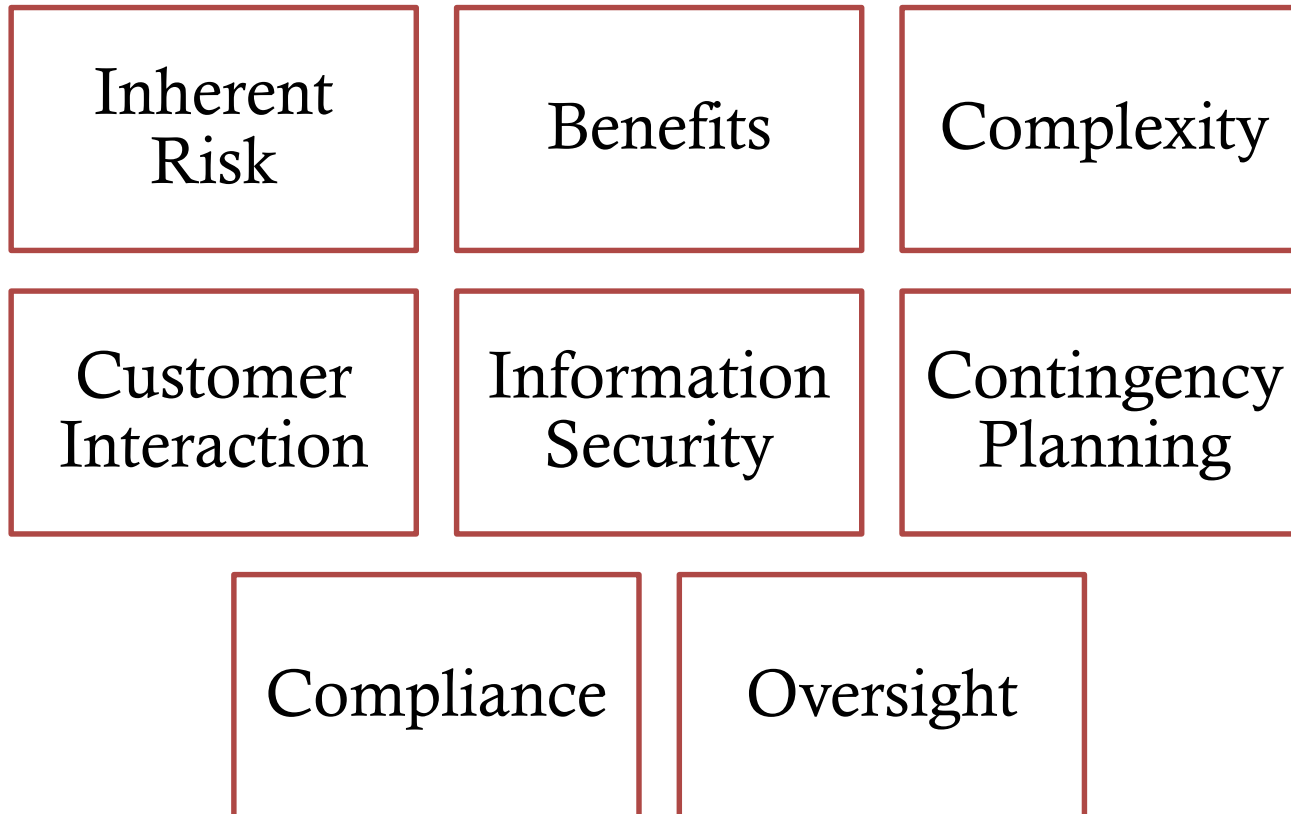 Inherent
Risk
Benefits
Complexity
Customer
Interaction
Information
Security
Contingency
Planning
Compliance
Oversight